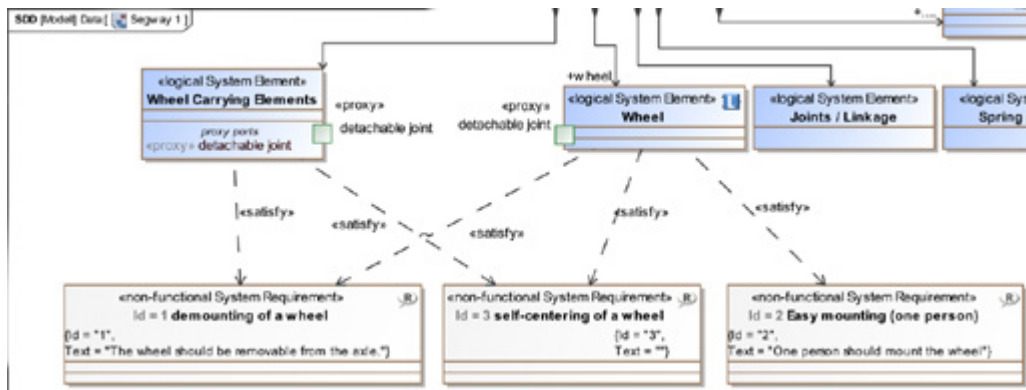 SDD [Modell] Data [ Segway 1 ]
+....
+wheel
«logical System Element»
Wheel Carrying Elements
proxy ports
«proxy» detachable joint
«proxy»
detachable joint
«proxy»
detachable joint
«logical System Element»
Wheel
«logical System Element»
Joints / Linkage
«logical Sys
Spring
«satisfy»
«satisfy»
«satisfy»
«satisfy»
«satisfy»
«non-functional System Requirement»
Id = 1 demounting of a wheel
{Id = "1",
Text = "The wheel should be removable from the axle."}
«non-functional System Requirement»
Id = 3 self-centering of a wheel
{Id = "3",
Text = ""}
«non-functional System Requirement»
Id = 2 Easy mounting (one person)
{Id = "2",
Text = "One person should mount the wheel"}